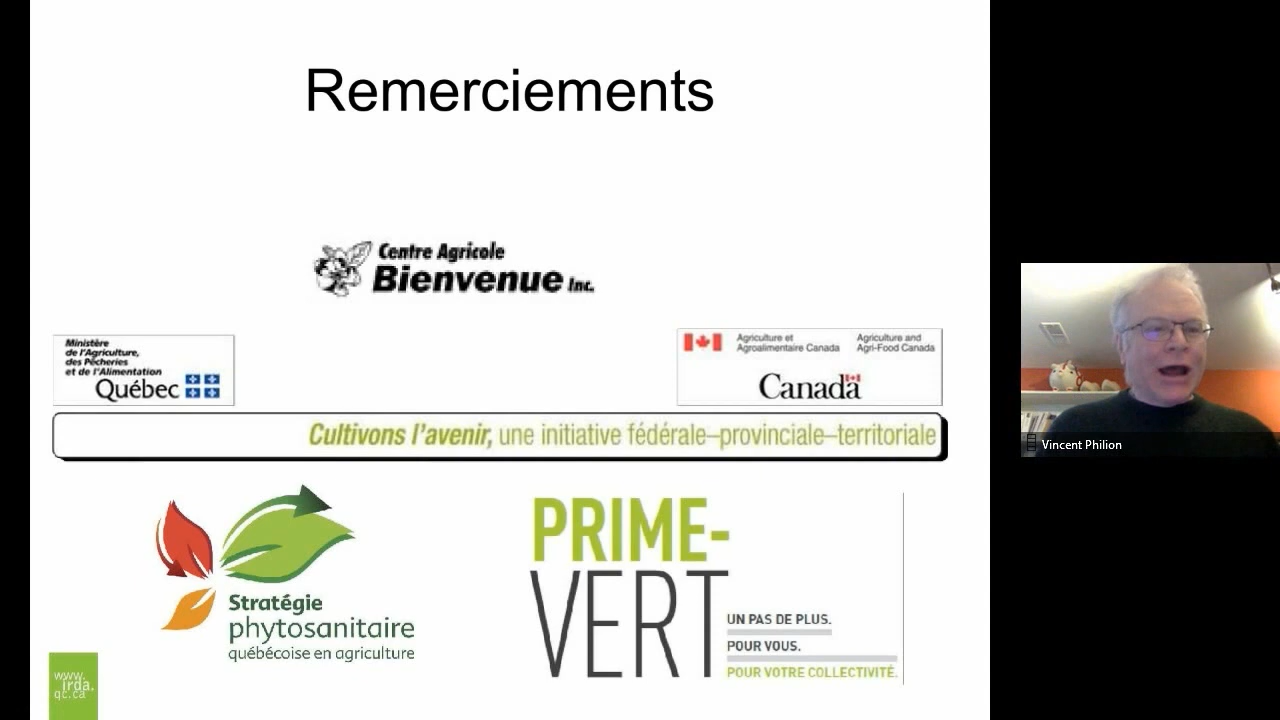 Remerciements
Centre Agricole
Bienvenue Inc.
Ministère
de l'Agriculture,
des Pêcheries
et de l'Alimentation
Québec
Agriculture et
Agroalimentaire Canada
Agriculture and
Agri-Food Canada
Canada
Cultivons l'avenir, une initiative fédérale–provinciale–territoriale
Stratégie
phytosanitaire
québécoise en agriculture
PRIME-
VERT
UN PAS DE PLUS.
POUR VOUS.
POUR VOTRE COLLECTIVITÉ.
www.
irda.
qc.ca
Vincent Philion